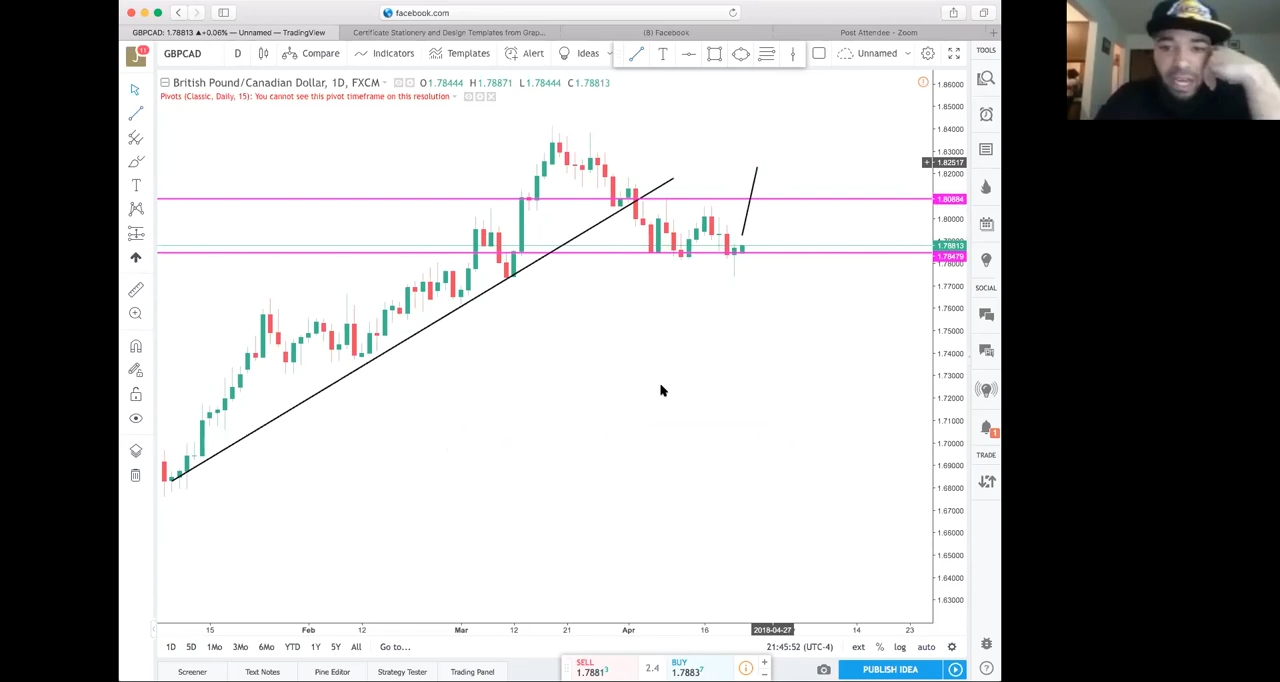 facebook.com
GBPCAD: 1.78813 ▲+0.06% — Unnamed — TradingView
Certificate Stationery and Design Templates from Grap...
(8) Facebook
Post Attendee - Zoom
11
GBPCAD D Compare Indicators Templates Alert Ideas Unnamed
TOOLS
British Pound/Canadian Dollar, 1D, FXCM O1.78444 H1.78871 L1.78444 C1.78813
Pivots (Classic, Daily, 15): You cannot see this pivot timeframe on this resolution
1.86000
1.85000
1.84000
1.83000
1.82517
1.82000
1.80884
1.80000
1.78813
1.78479
1.78000
1.77000
1.76000
1.75000
1.74000
1.73000
1.72000
1.71000
1.70000
1.69000
1.68000
1.67000
1.66000
1.65000
1.64000
1.63000
SOCIAL
1
TRADE
15 Feb 12 Mar 12 21 Apr 16 2018-04-27 14 23
1D 5D 1Mo 3Mo 6Mo YTD 1Y 5Y All Go to...
21:45:52 (UTC-4) ext % log auto
SELL
1.78813
2.4
BUY
1.78837
Screener Text Notes Pine Editor Strategy Tester Trading Panel
PUBLISH IDEA